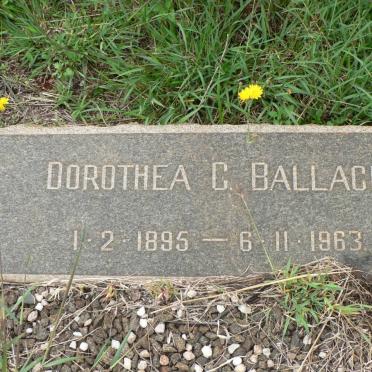 DOROTHEA C. BALLAC
1·2·1895 — 6·11·1963.